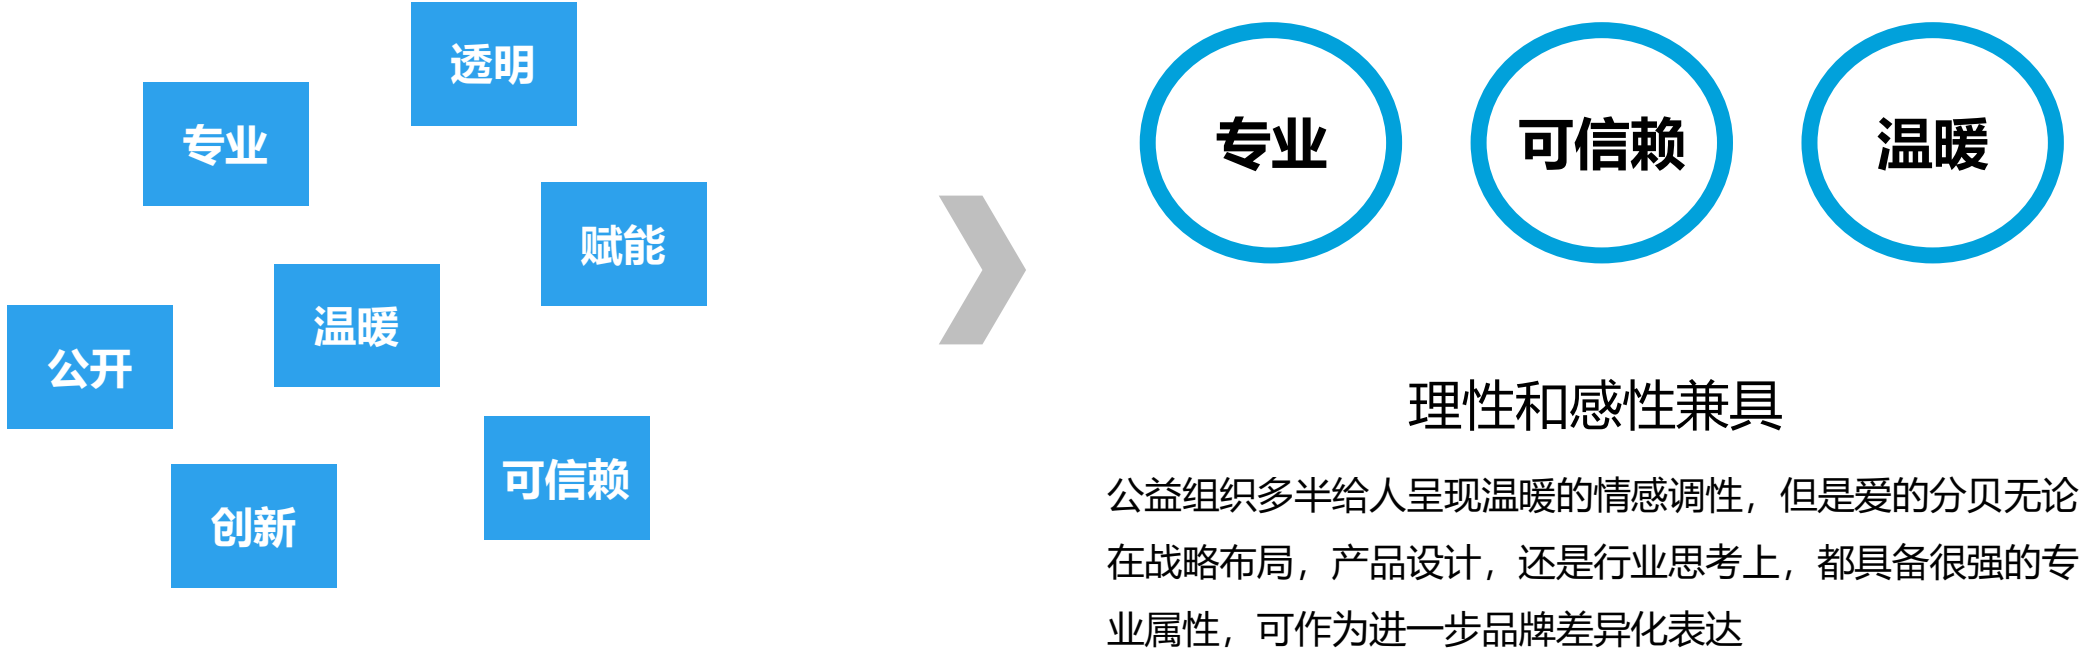 透明
专业
赋能
温暖
公开
可信赖
创新
专业
可信赖
温暖
理性和感性兼具
公益组织多半给人呈现温暖的情感调性，但是爱的分贝无论
在战略布局，产品设计，还是行业思考上，都具备很强的专
业属性，可作为进一步品牌差异化表达